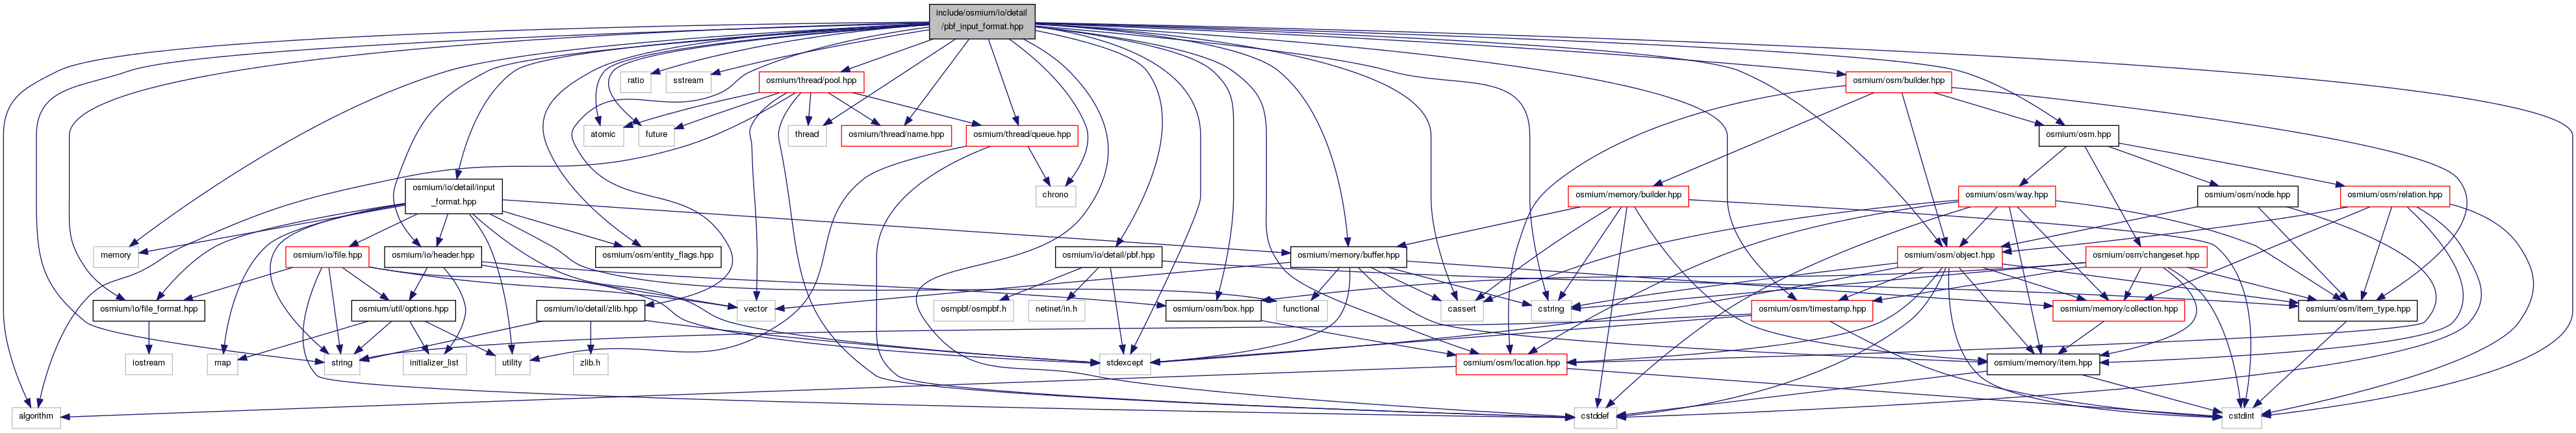 include/osmium/io/detail
/pbf_input_format.hpp
ratio
sstream
osmium/thread/pool.hpp
osmium/osm/builder.hpp
atomic
future
thread
osmium/thread/name.hpp
osmium/thread/queue.hpp
osmium/osm.hpp
osmium/io/detail/input
_format.hpp
chrono
osmium/memory/builder.hpp
osmium/osm/way.hpp
osmium/osm/node.hpp
osmium/osm/relation.hpp
memory
osmium/io/file.hpp
osmium/io/header.hpp
osmium/osm/entity_flags.hpp
osmium/memory/buffer.hpp
osmium/io/detail/pbf.hpp
osmium/osm/object.hpp
osmium/osm/changeset.hpp
osmium/io/file_format.hpp
osmium/util/options.hpp
osmium/io/detail/zlib.hpp
vector
osmpbf/osmpbf.h
netinet/in.h
osmium/osm/box.hpp
functional
cassert
cstring
osmium/osm/timestamp.hpp
osmium/memory/collection.hpp
osmium/osm/item_type.hpp
iostream
map
string
initializer_list
utility
zlib.h
stdexcept
osmium/osm/location.hpp
osmium/memory/item.hpp
algorithm
cstddef
cstdint